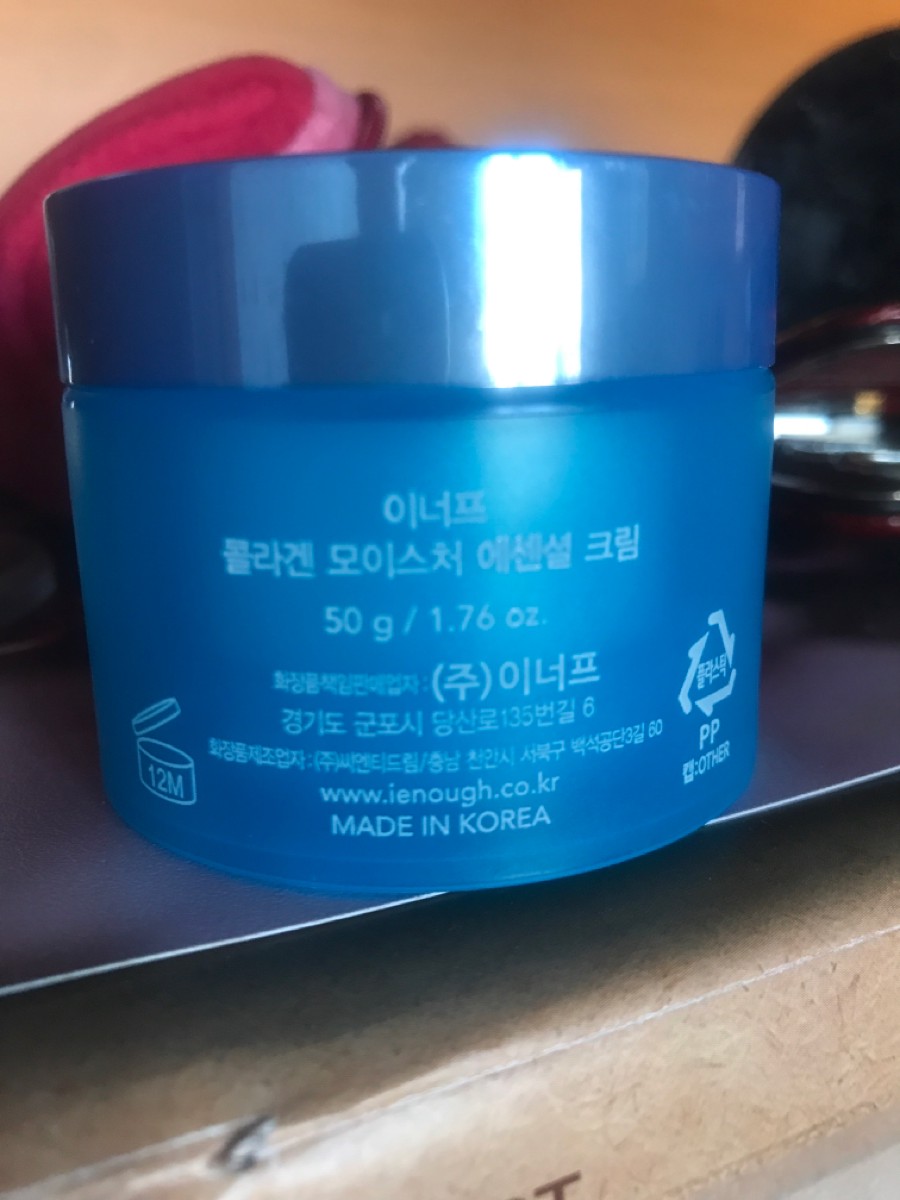 이너프
콜라겐 모이스처 에센셜 크림
50 g / 1.76 oz.
화장품책임판매업자 : (주)이너프
경기도 군포시 당산로135번길 6
화장품제조업자 : (주)씨엔티드림/충남 천안시 서북구 백석공단3길 60
www.ienough.co.kr
MADE IN KOREA
12M
플라스틱
PP
캡:OTHER